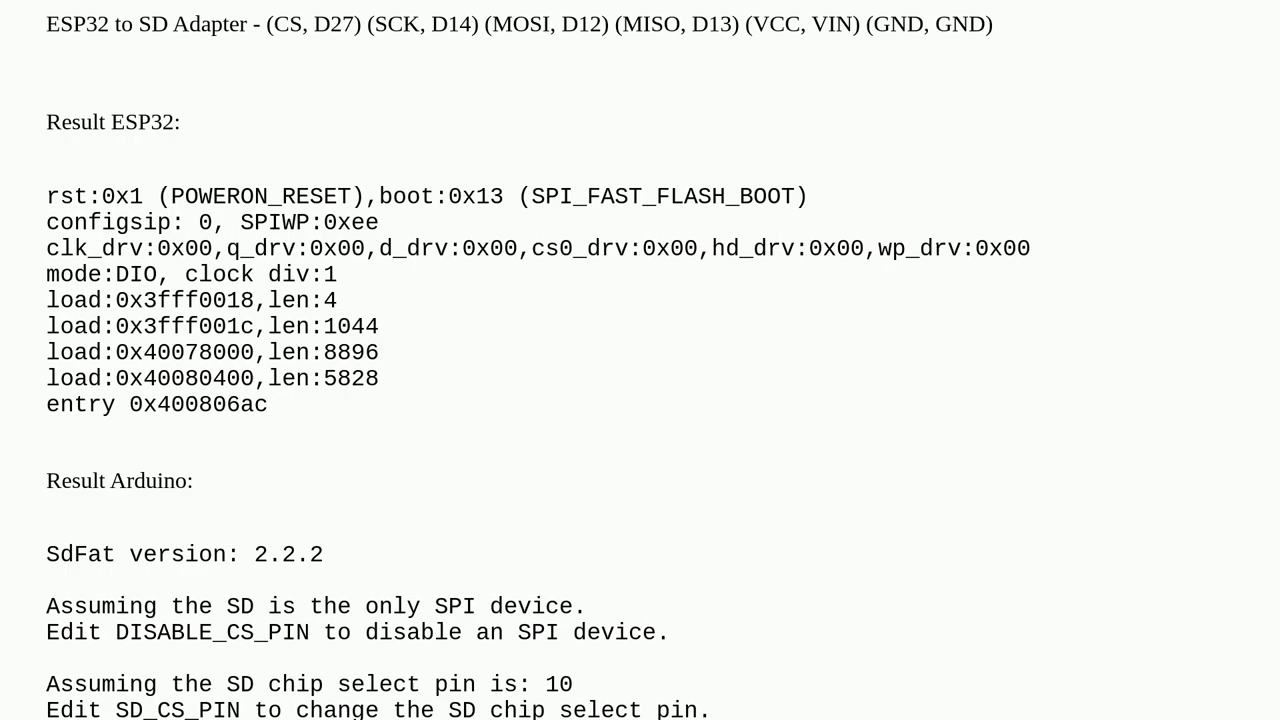 ESP32 to SD Adapter - (CS, D27) (SCK, D14) (MOSI, D12) (MISO, D13) (VCC, VIN) (GND, GND)
Result ESP32:
rst:0x1 (POWERON_RESET),boot:0x13 (SPI_FAST_FLASH_BOOT)
configsip: 0, SPIWP:0xee
clk_drv:0x00,q_drv:0x00,d_drv:0x00,cs0_drv:0x00,hd_drv:0x00,wp_drv:0x00
mode:DIO, clock div:1
load:0x3fff0018,len:4
load:0x3fff001c,len:1044
load:0x40078000,len:8896
load:0x40080400,len:5828
entry 0x400806ac
Result Arduino:
SdFat version: 2.2.2
Assuming the SD is the only SPI device.
Edit DISABLE_CS_PIN to disable an SPI device.
Assuming the SD chip select pin is: 10
Edit SD_CS_PIN to change the SD chip select pin.